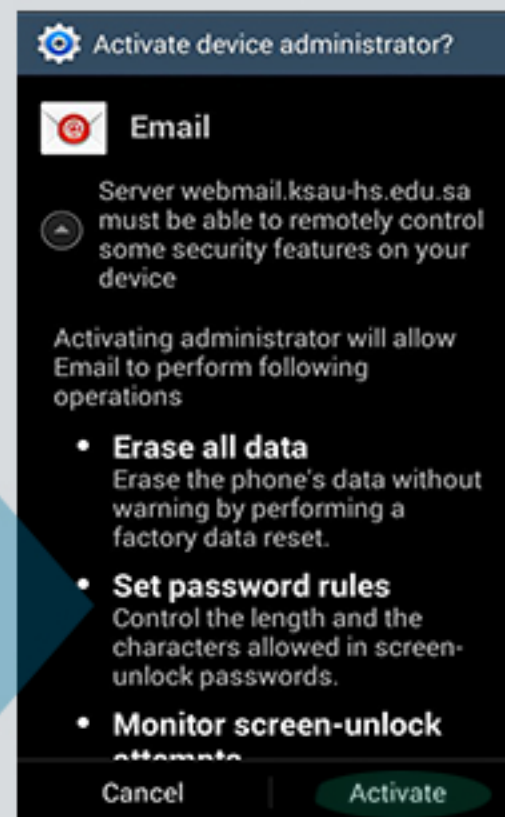 Activate device administrator?
Email
Server webmail.ksau-hs.edu.sa
must be able to remotely control
some security features on your
device
Activating administrator will allow
Email to perform following
operations
• Erase all data
Erase the phone's data without
warning by performing a
factory data reset.
• Set password rules
Control the length and the
characters allowed in screen-
unlock passwords.
• Monitor screen-unlock
attempts
Cancel
Activate